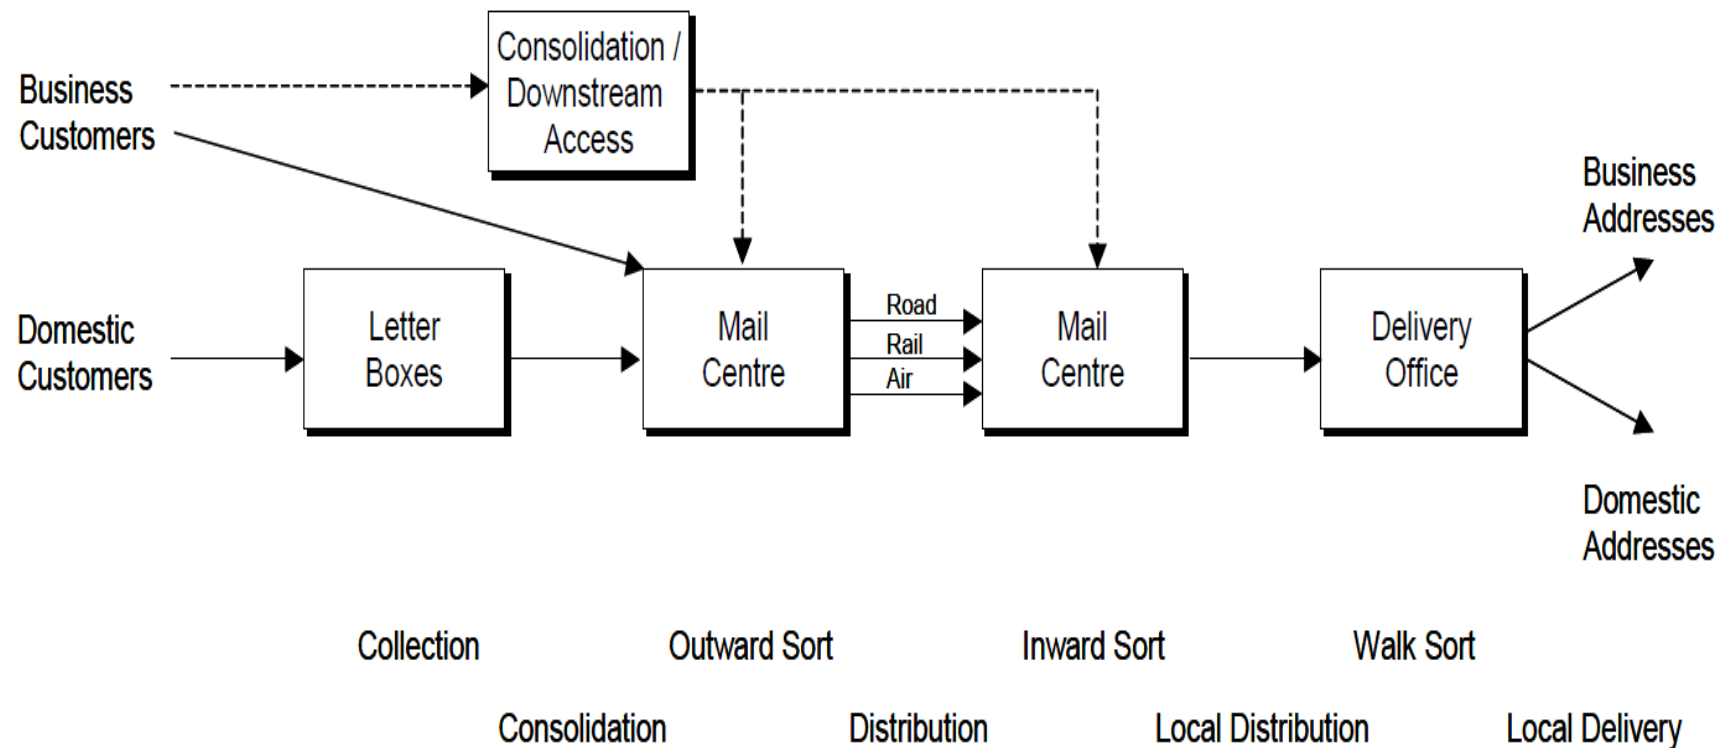 Consolidation /
Downstream
Access
Business
Customers
Business
Addresses
Domestic
Customers
Letter
Boxes
Mail
Centre
Road
Rail
Air
Mail
Centre
Delivery
Office
Domestic
Addresses
Collection
Outward Sort
Inward Sort
Walk Sort
Consolidation
Distribution
Local Distribution
Local Delivery